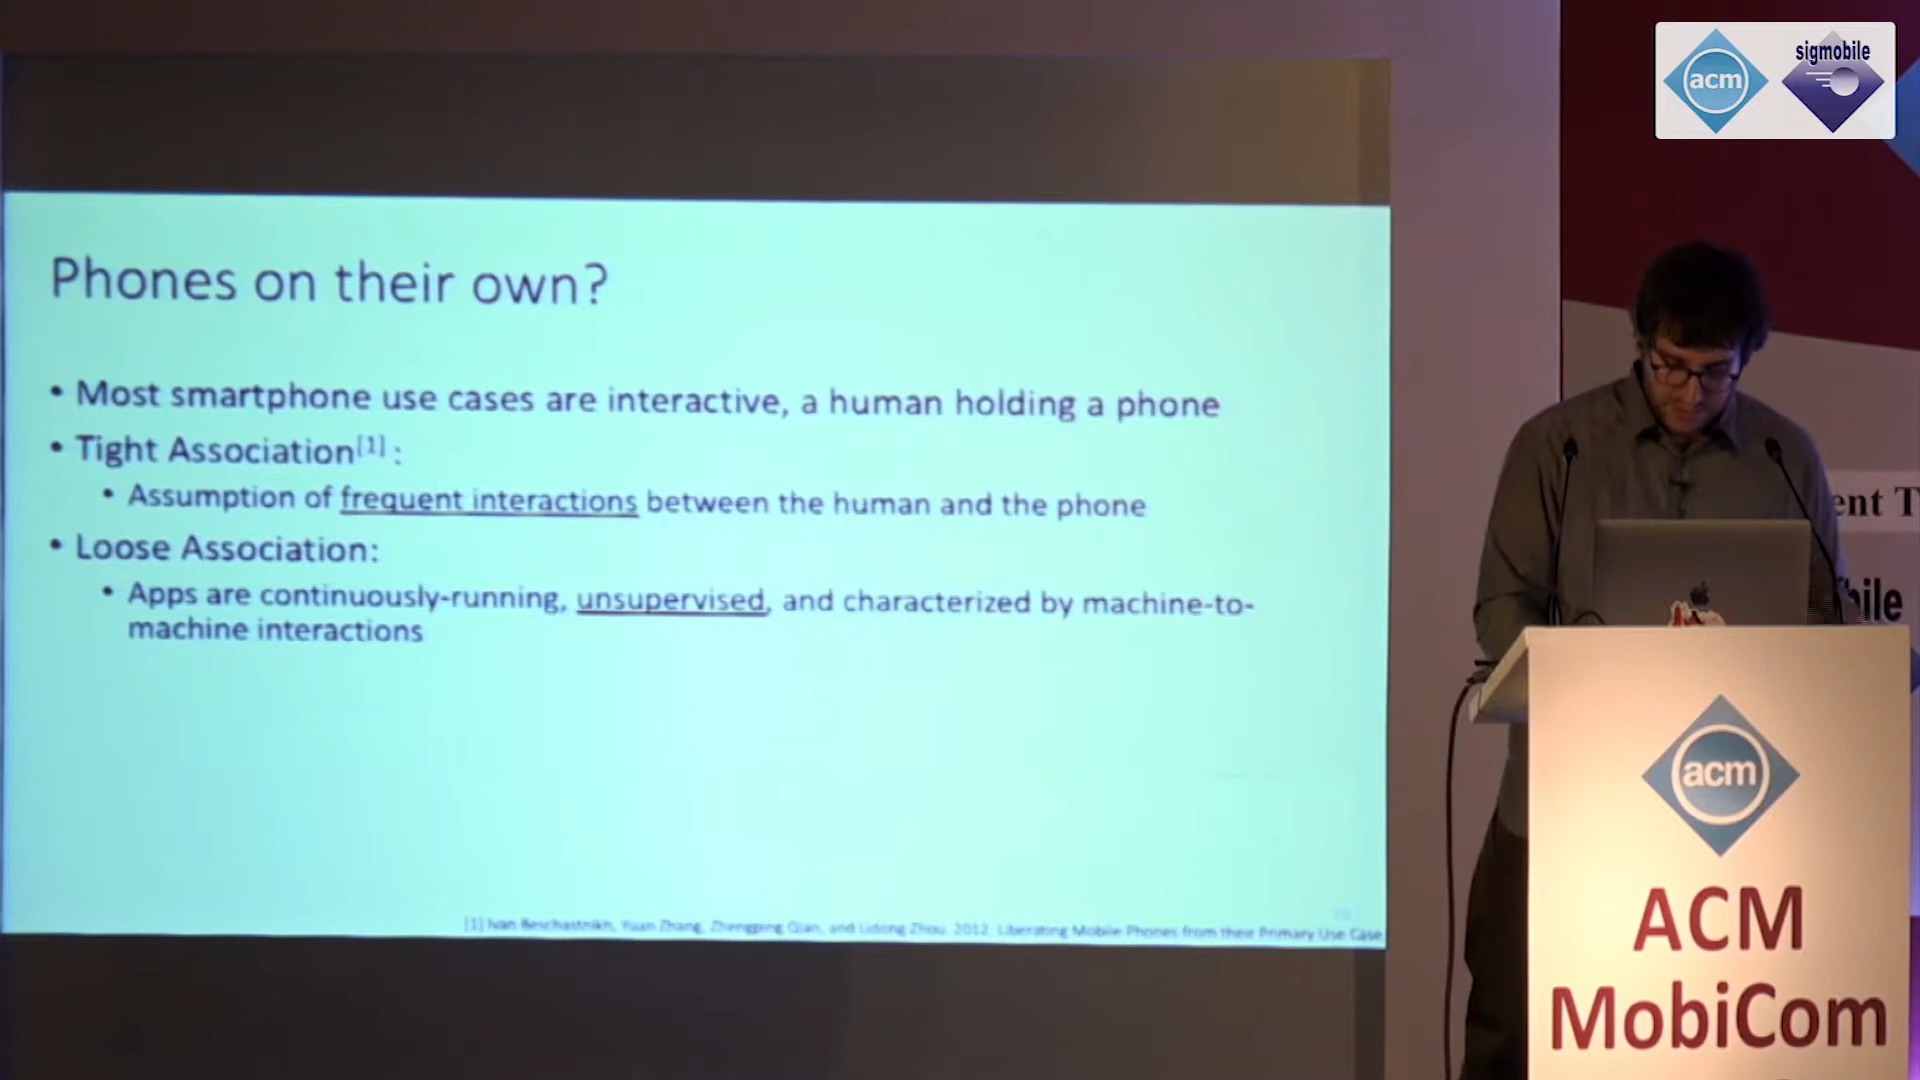 acm
sigmobile
Phones on their own?
• Most smartphone use cases are interactive, a human holding a phone
• Tight Association[1] :
• Assumption of frequent interactions between the human and the phone
• Loose Association:
• Apps are continuously-running, unsupervised, and characterized by machine-to-
machine interactions
[1] Ivan Beschastnikh, Yuan Zhang, Zhengping Qian, and Lidong Zhou. 2012. Liberating Mobile Phones from their Primary Use Case
ent T
bile
acm
ACM
MobiCom